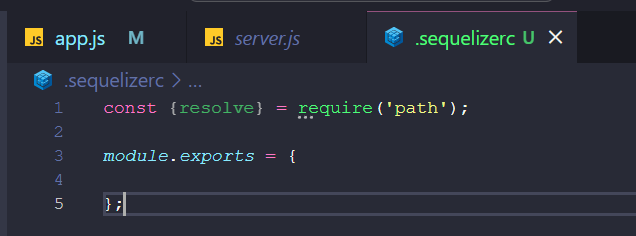 JS app.js M JS server.js .sequelizerc U
.sequelizerc > ...
1 const {resolve} = require('path');
2
3 module.exports = {
4
5 };